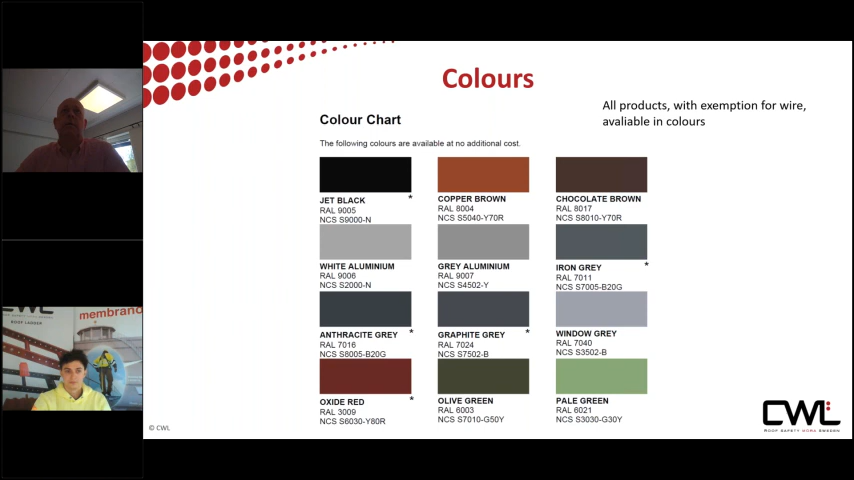 Colours
All products, with exemption for wire,
avaliable in colours
Colour Chart
The following colours are available at no additional cost.
JET BLACK *
RAL 9005
NCS S9000-N
COPPER BROWN
RAL 8004
NCS S5040-Y70R
CHOCOLATE BROWN
RAL 8017
NCS S8010-Y70R
WHITE ALUMINIUM
RAL 9006
NCS S2000-N
GREY ALUMINIUM
RAL 9007
NCS S4502-Y
IRON GREY *
RAL 7011
NCS S7005-B20G
ANTHRACITE GREY *
RAL 7016
NCS S8005-B20G
GRAPHITE GREY *
RAL 7024
NCS S7502-B
WINDOW GREY
RAL 7040
NCS S3502-B
OXIDE RED *
RAL 3009
NCS S6030-Y80R
OLIVE GREEN
RAL 6003
NCS S7010-G50Y
PALE GREEN
RAL 6021
NCS S3030-G30Y
© CWL
CWL
ROOF SAFETY WORK SWEDEN
membrano
ROOF LADDER